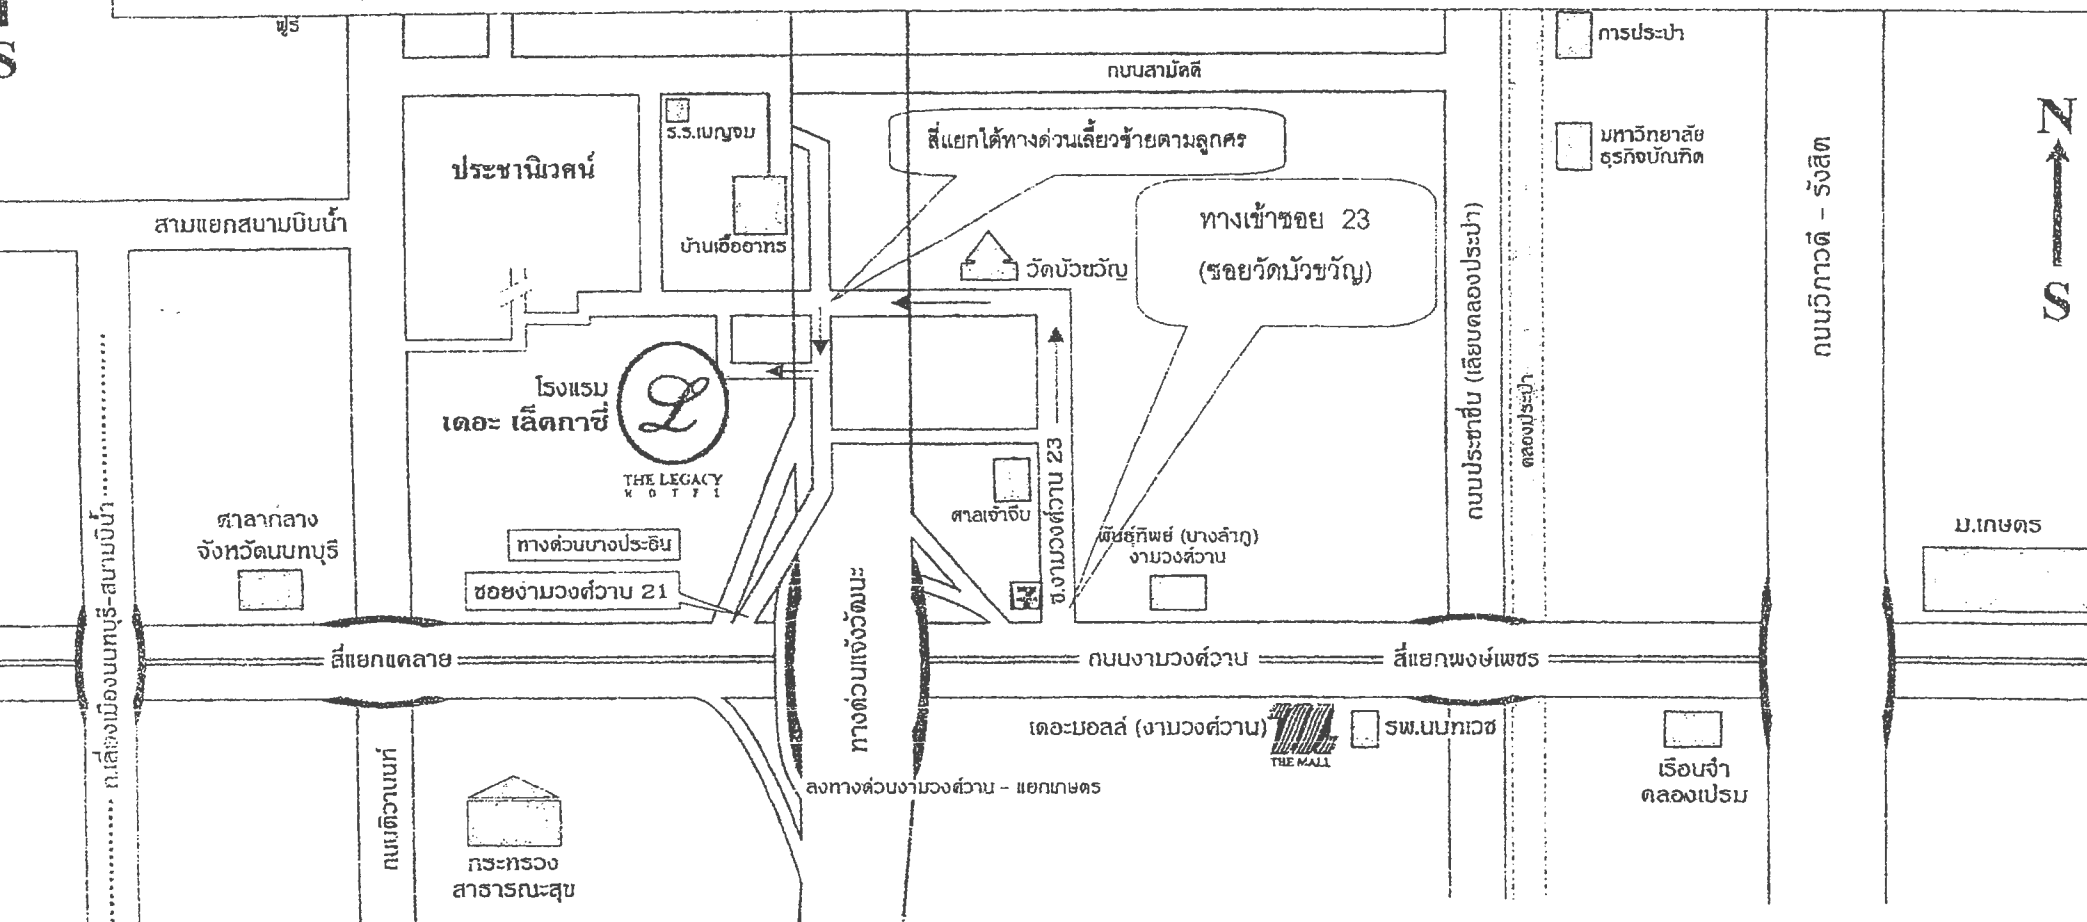 S
ฟูรี
การประปา
ถนนสามัคคี
ร.ร.เบญจม
สี่แยกใต้ทางด่วนเลี้ยวซ้ายตามลูกศร
มหาวิทยาลัย
ธุรกิจบัณฑิต
N
S
ประชานิเวศน์
สามแยกสนามบินน้ำ
บ้านเอื้ออาทร
วัดบัวขวัญ
ทางเข้าซอย 23
(ซอยวัดบัวขวัญ)
ถนนประชาชื่น (เลียบคลองประปา)
คลองประปา
ถนนวิภาวดี - รังสิต
โรงแรม
เดอะ เล็คกาซี่
L
THE LEGACY
HOTEL
ซ.งามวงศ์วาน 23
ศาลเจ้าจีน
ศาลากลาง
จังหวัดนนทบุรี
ทางด่วนบางปะอิน
ซอยงามวงศ์วาน 21
พันธุ์ทิพย์ (บางลำภู)
งามวงศ์วาน
ม.เกษตร
ถ.เลี่ยงเมืองนนทบุรี-สนามบินน้ำ
สี่แยกแคลาย
ทางด่วนแจ้งวัฒนะ
ถนนงามวงศ์วาน
สี่แยกพงษ์เพชร
เดอะมอลล์ (งามวงศ์วาน)
THE MALL
รพ.นนทเวช
เรือนจำ
คลองเปรม
ถนนติวานนท์
ลงทางด่วนงามวงศ์วาน - แยกเกษตร
กระทรวง
สาธารณะสุข